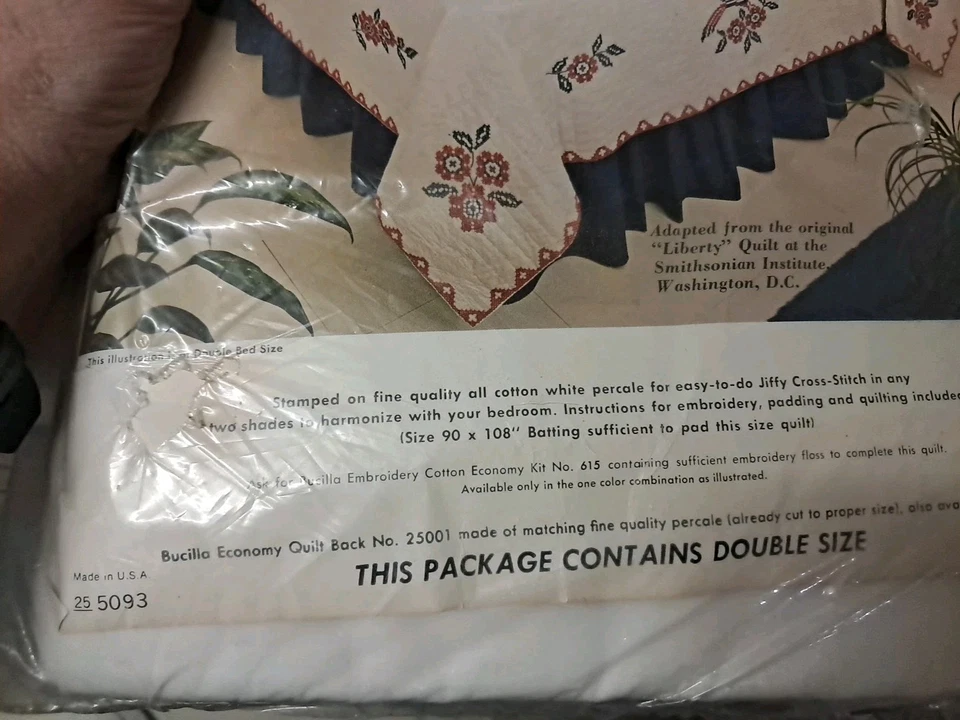 Adapted from the original
"Liberty" Quilt at the
Smithsonian Institute,
Washington, D.C.
This illustration is of Double Bed Size
Stamped on fine quality all cotton white percale for easy-to-do Jiffy Cross-Stitch in any
two shades to harmonize with your bedroom. Instructions for embroidery, padding and quilting include
(Size 90 x 108" Batting sufficient to pad this size quilt)
Ask for Bucilla Embroidery Cotton Economy Kit No. 615 containing sufficient embroidery floss to complete this quilt.
Available only in the one color combination as illustrated.
Bucilla Economy Quilt Back No. 25001 made of matching fine quality percale (already cut to proper size), also ava
THIS PACKAGE CONTAINS DOUBLE SIZE
Made in U.S.A.
25 5093